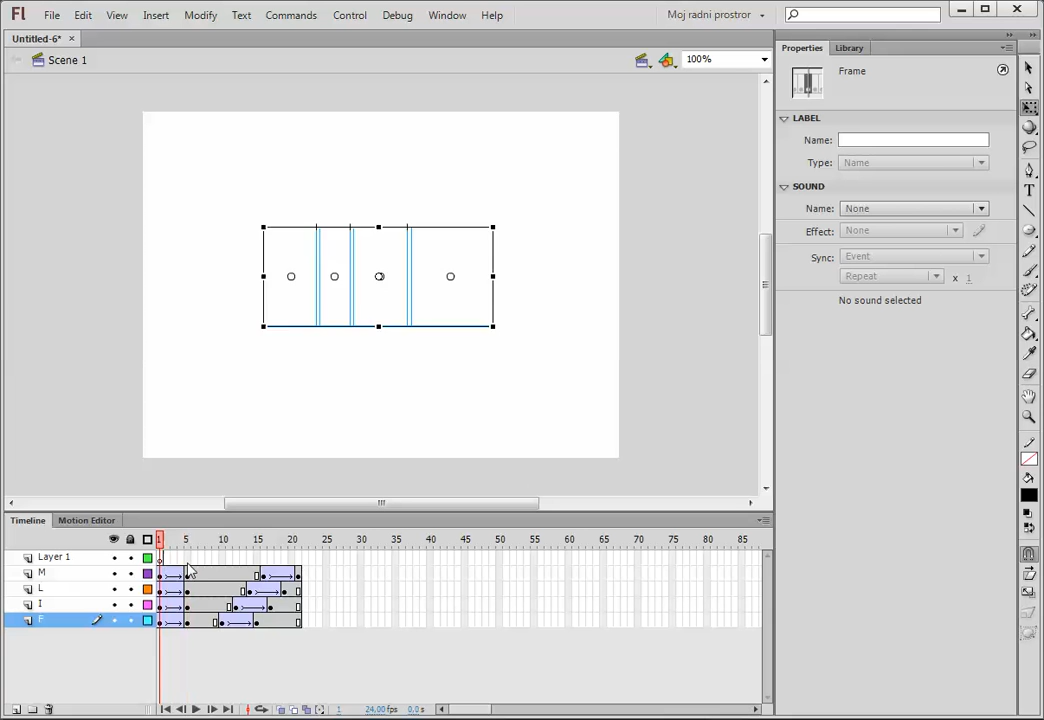 Fl File Edit View Insert Modify Text Commands Control Debug Window Help Moj radni prostor
Untitled-6*
Scene 1 100%
Properties Library
Frame
LABEL
Name:
Type: Name
SOUND
Name: None
Effect: None
Sync: Event
Repeat x 1
No sound selected
Timeline Motion Editor
1 5 10 15 20 25 30 35 40 45 50 55 60 65 70 75 80 85
Layer 1
M
L
I
F
1 24,00 fps 0,0 s